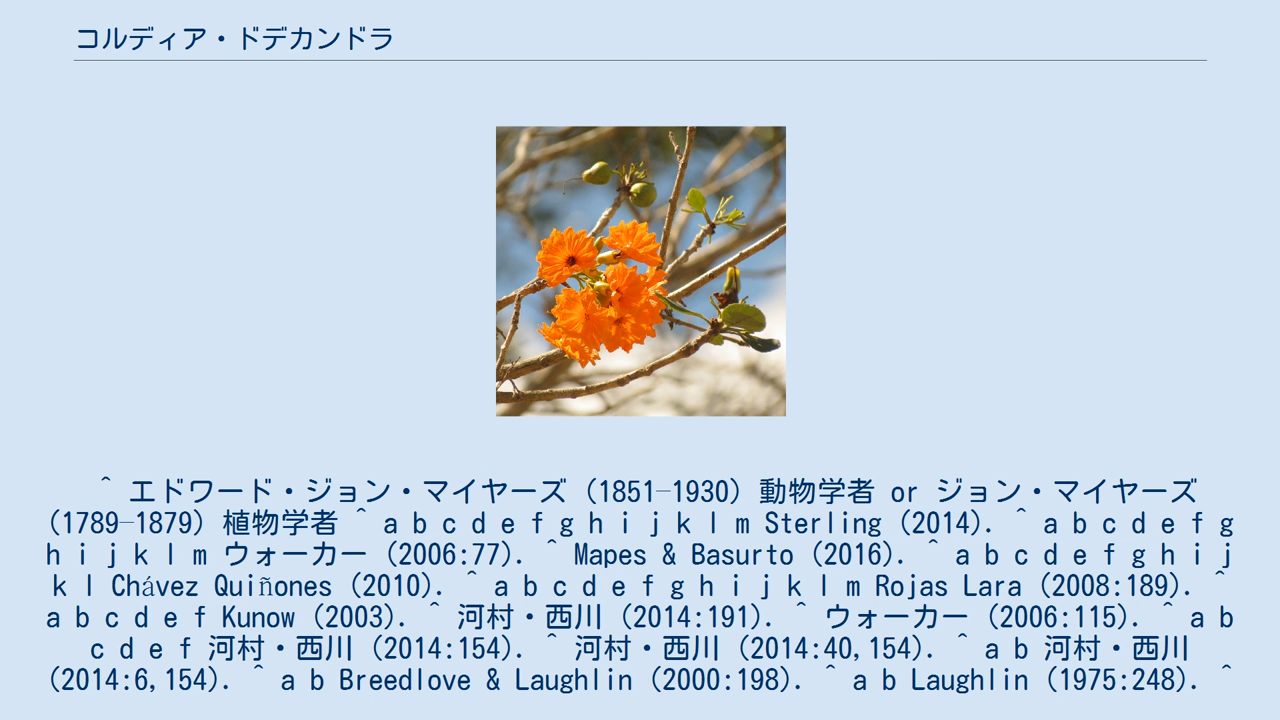 コルディア・ドデカンドラ
^ エドワード・ジョン・マイヤーズ (1851–1930) 動物学者 or ジョン・マイヤーズ
(1789–1879) 植物学者 ^ a b c d e f g h i j k l m Sterling (2014). ^ a b c d e f g
h i j k l m ウォーカー (2006:77). ^ Mapes & Basurto (2016). ^ a b c d e f g h i j
k l Chávez Quiñones (2010). ^ a b c d e f g h i j k l m Rojas Lara (2008:189). ^
a b c d e f Kunow (2003). ^ 河村・西川 (2014:191). ^ ウォーカー (2006:115). ^ a b
c d e f 河村・西川 (2014:154). ^ 河村・西川 (2014:40,154). ^ a b 河村・西川
(2014:6,154). ^ a b Breedlove & Laughlin (2000:198). ^ a b Laughlin (1975:248). ^